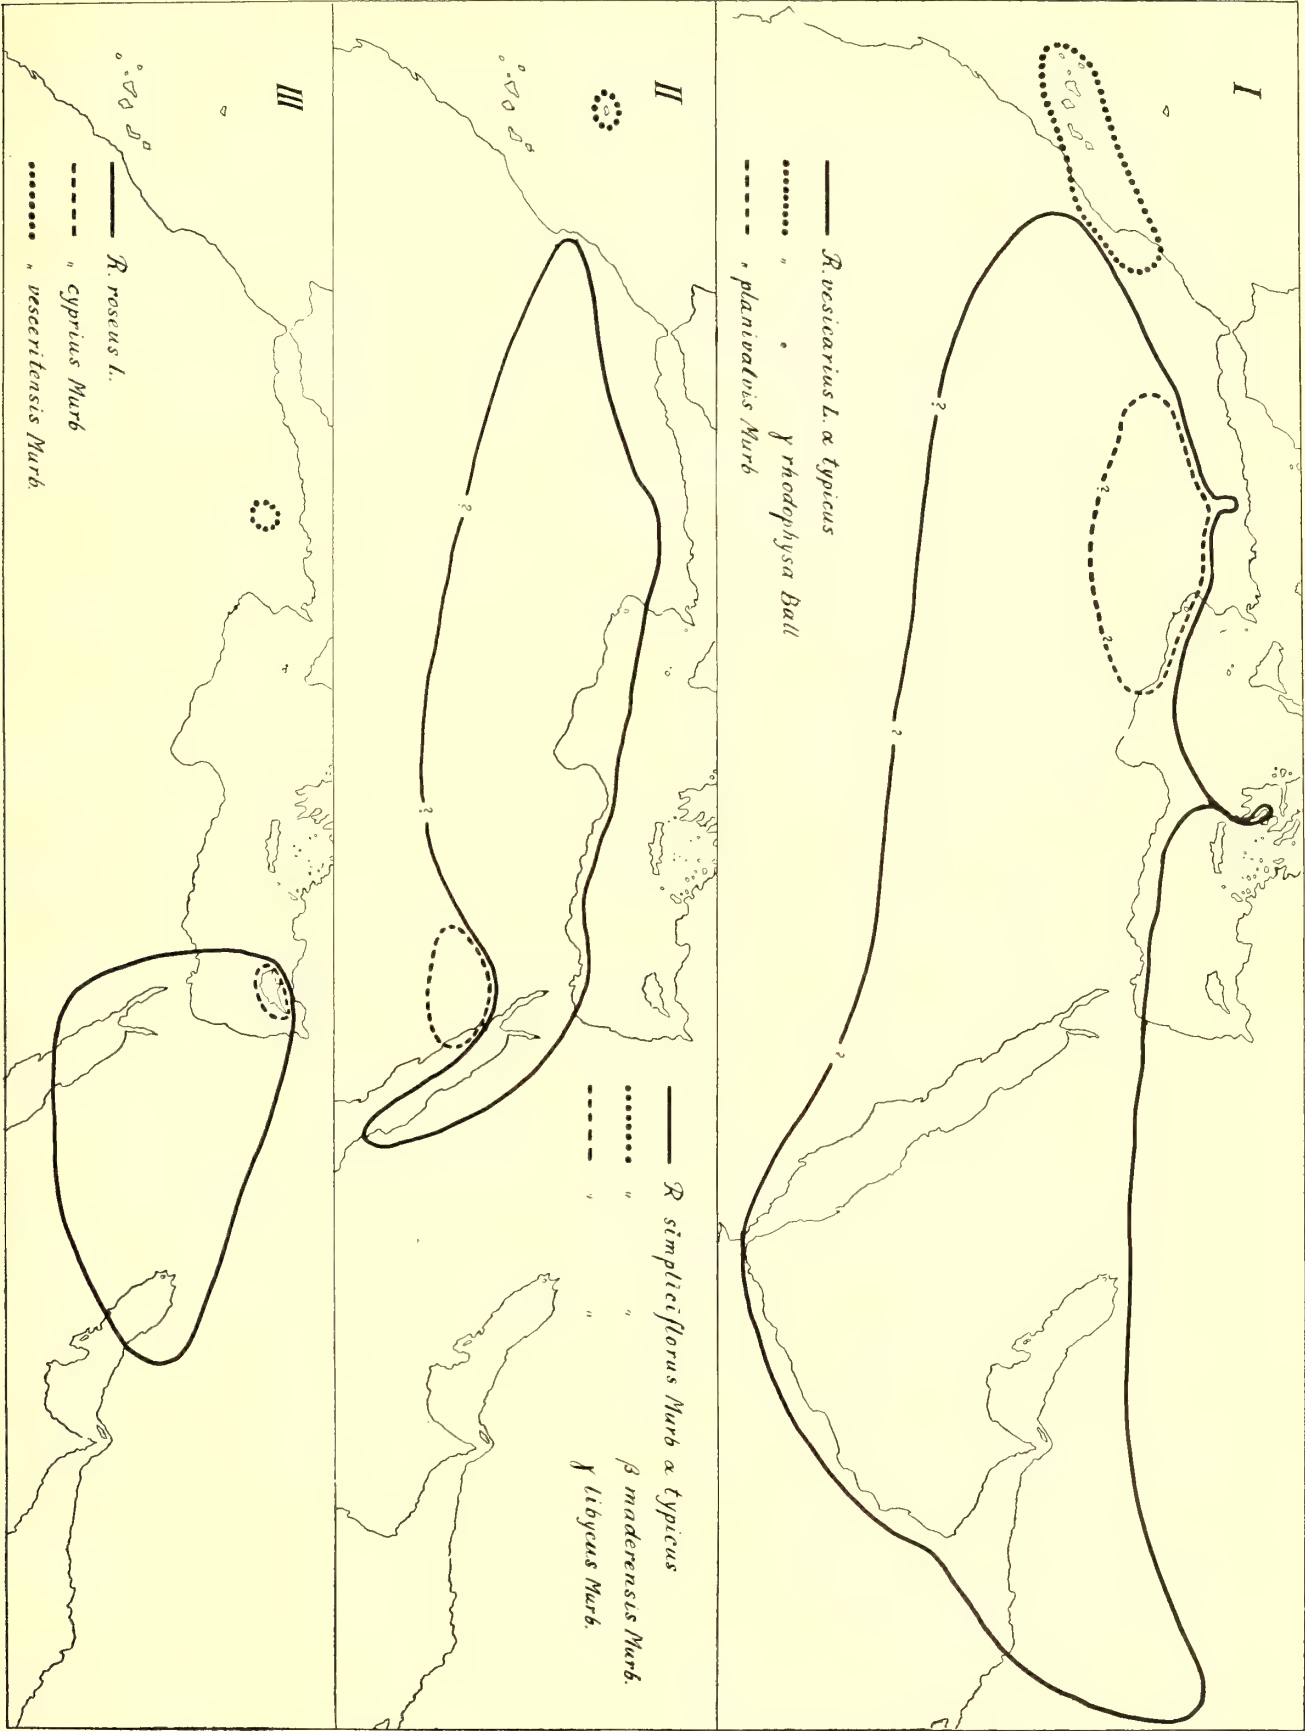 I
R. vesicarius L. α typicus
" " γ rhodophysa Ball
" planivalvis Murb
?
?
?
?
?
II
R simpliciflorus Murb α typicus
" " β maderensis Murb.
" " γ libycus Murb.
?
?
III
R. roseus L.
" cyprius Murb
" vesceritensis Murb.